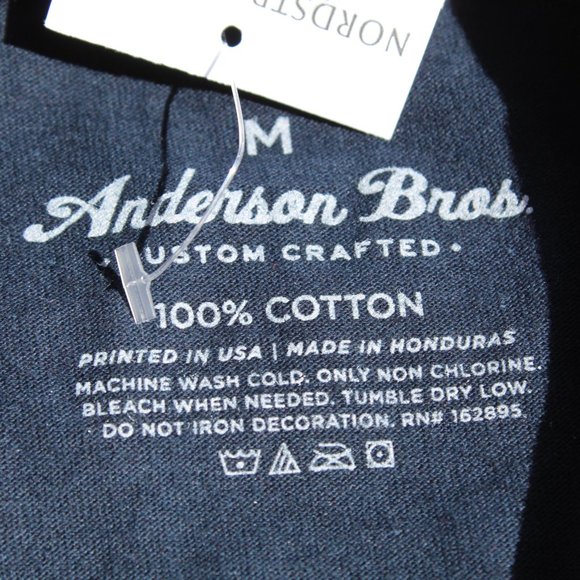 M
Anderson Bros.
CUSTOM CRAFTED •
100% COTTON
PRINTED IN USA | MADE IN HONDURAS
MACHINE WASH COLD. ONLY NON CHLORINE.
BLEACH WHEN NEEDED. TUMBLE DRY LOW.
DO NOT IRON DECORATION. RN# 162895